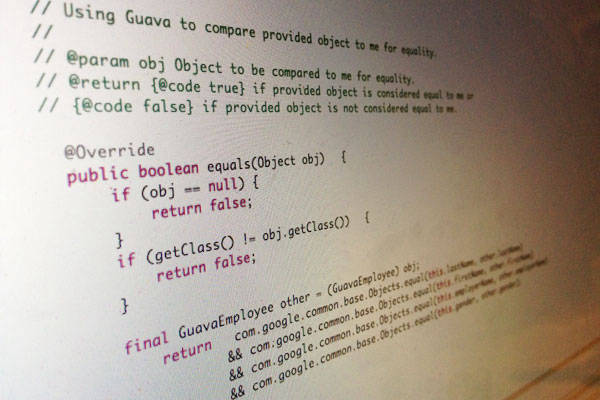 // Using Guava to compare provided object to me for equality.
//
// @param obj Object to be compared to me for equality.
// @return {@code true} if provided object is considered equal to me or
// {@code false} if provided object is not considered equal to me.
@Override
public boolean equals(Object obj) {
if (obj == null) {
return false;
}
if (getClass() != obj.getClass()) {
return false;
}
final GuavaEmployee other = (GuavaEmployee) obj;
return com.google.common.base.Objects.equal(this.lastName, other.lastName)
&& com.google.common.base.Objects.equal(this.firstName, other.firstName)
&& com.google.common.base.Objects.equal(this.employerName, other.employerName)
&& com.google.common.base.Objects.equal(this.gender, other.gender)